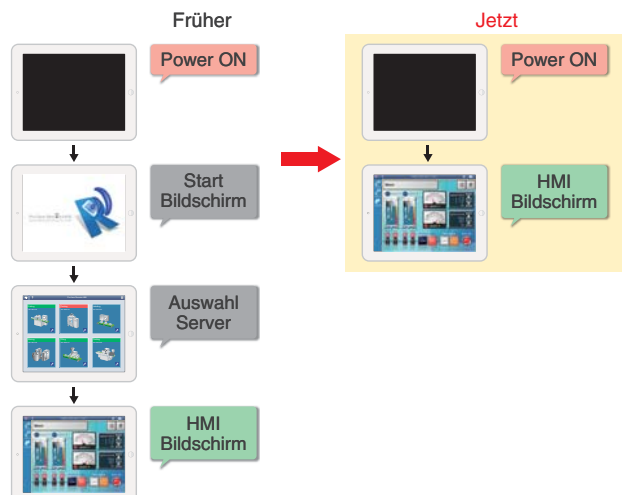 Früher
Power ON
Start
Bildschirm
Auswahl
Server
HMI
Bildschirm
Jetzt
Power ON
HMI
Bildschirm